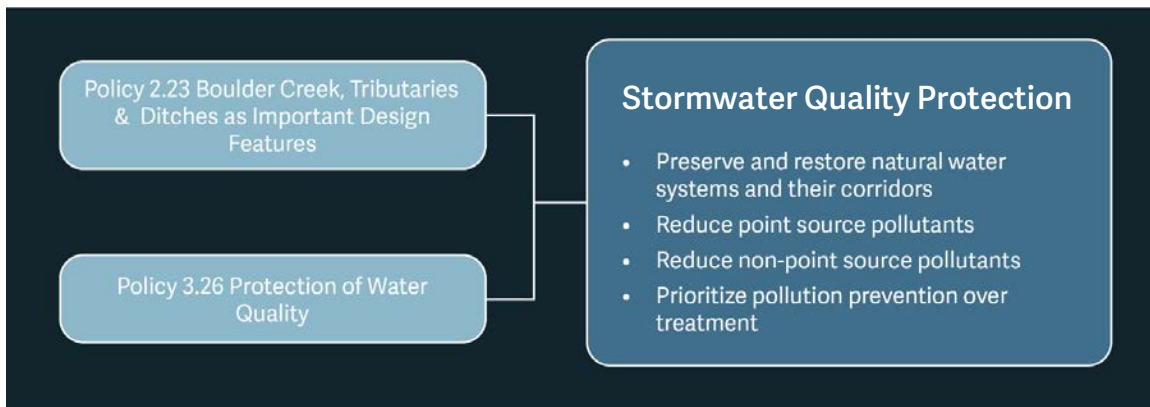 Policy 2.23 Boulder Creek, Tributaries
& Ditches as Important Design
Features
Policy 3.26 Protection of Water
Quality
Stormwater Quality Protection
• Preserve and restore natural water
systems and their corridors
• Reduce point source pollutants
• Reduce non-point source pollutants
• Prioritize pollution prevention over
treatment